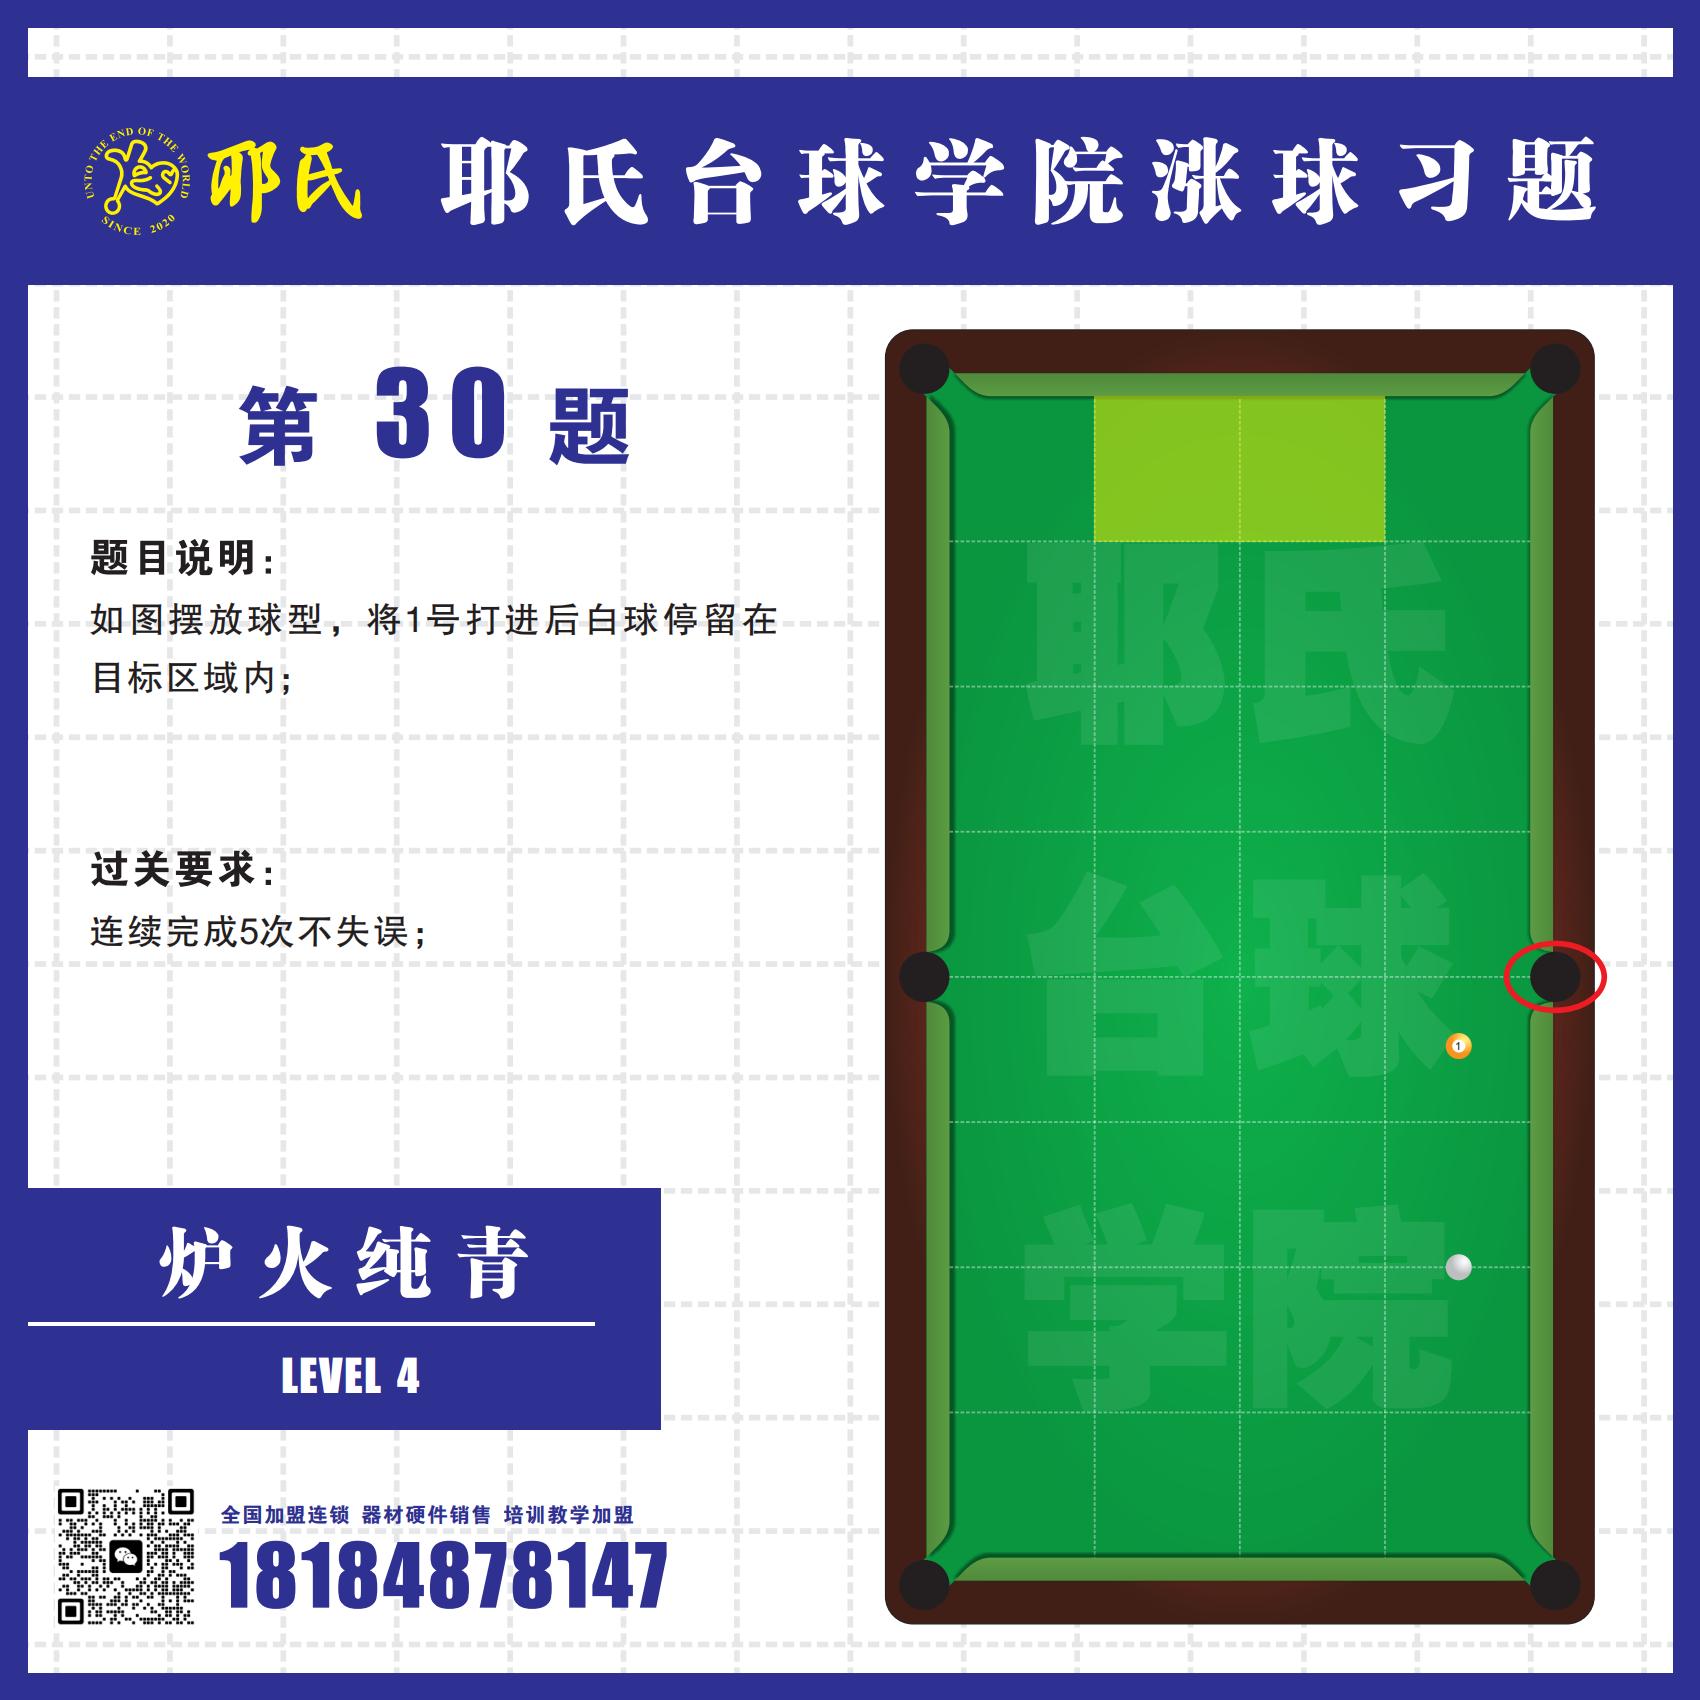 UNTO THE END OF THE WORLD
SINCE 2020
耶氏
耶氏台球学院涨球习题
第 30 题
题目说明：
如图摆放球型，将1号打进后白球停留在
目标区域内；
过关要求：
连续完成5次不失误；
炉火纯青
LEVEL 4
全国加盟连锁 器材硬件销售 培训教学加盟
18184878147
耶氏
台球
1
学院